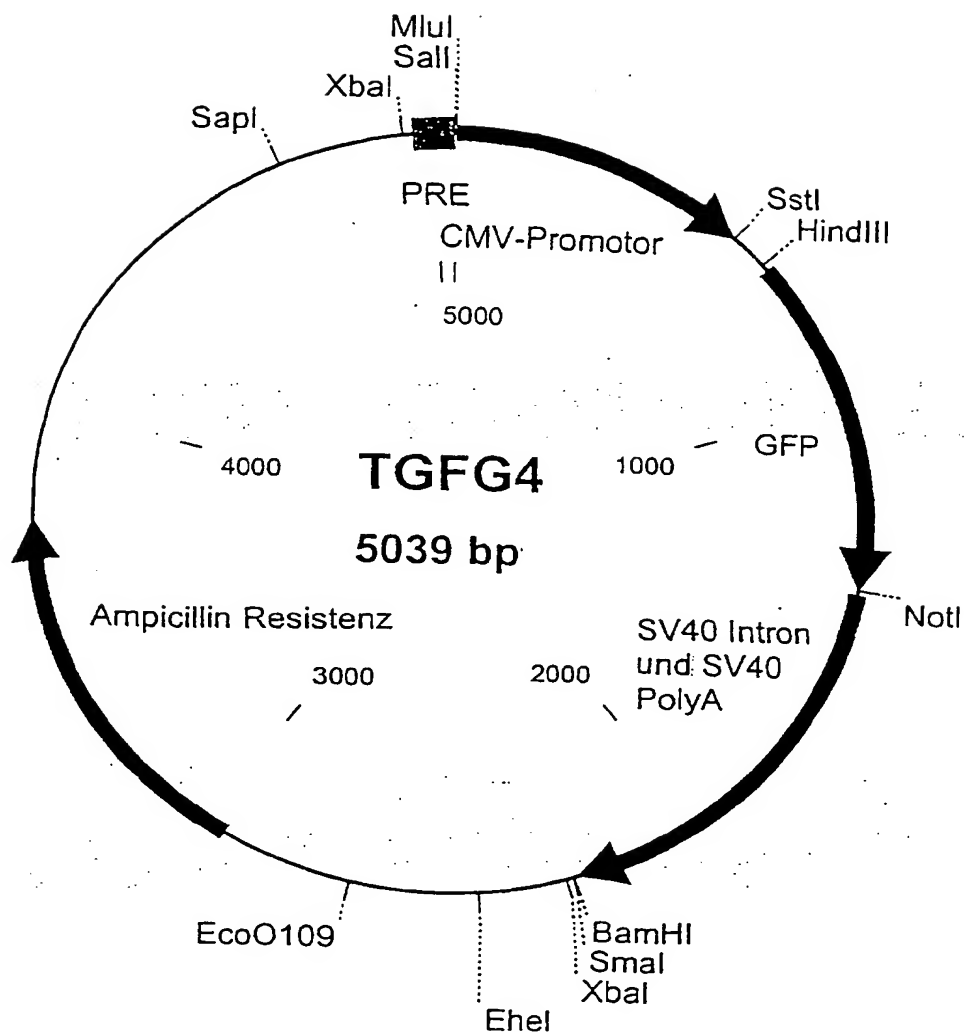 MluI
SalI
XbaI
SapI
PRE
SstI
HindIII
CMV-Promotor
5000
GFP
4000
1000
TGFG4
5039 bp
Ampicillin Resistenz
NotI
SV40 Intron
und SV40
PolyA
3000
2000
EcoO109
BamHI
SmaI
XbaI
EheI